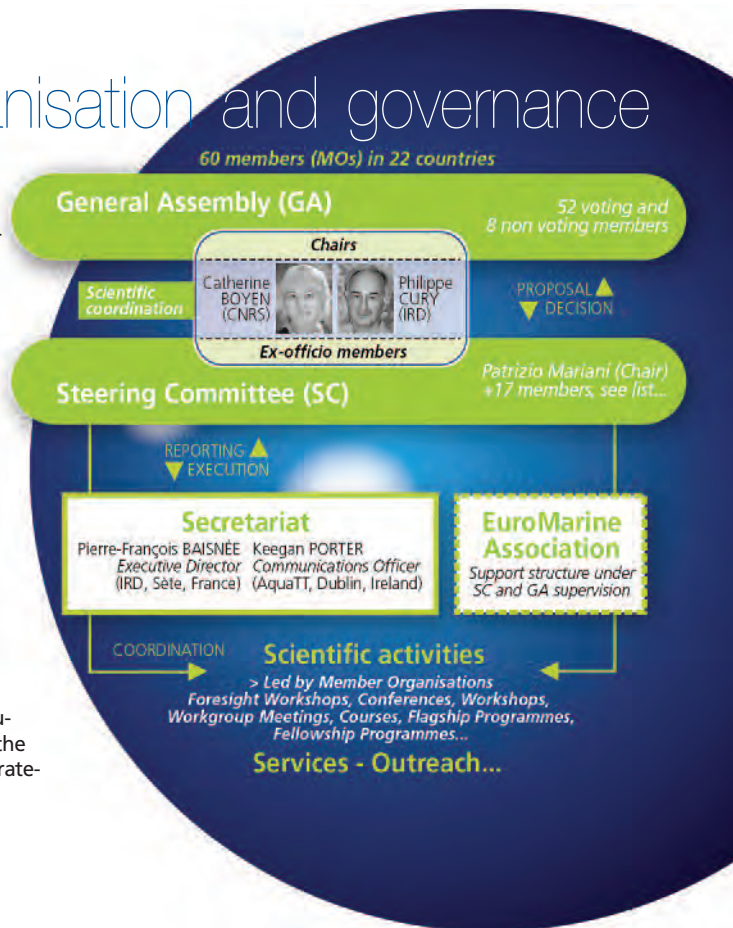 nisation and governance
60 members (MOs) in 22 countries
General Assembly (GA)
52 voting and
8 non voting members
Chairs
Scientific
coordination
Catherine
BOYEN
(CNRS)
Philippe
CURY
(IRD)
PROPOSAL ▲
▼ DECISION
Ex-officio members
Steering Committee (SC)
Patrizio Mariani (Chair)
+17 members, see list...
REPORTING ▲
▼ EXECUTION
Secretariat
Pierre-François BAISNÉE
Executive Director
(IRD, Sète, France)
Keegan PORTER
Communications Officer
(AquaTT, Dublin, Ireland)
EuroMarine
Association
Support structure under
SC and GA supervision
COORDINATION
Scientific activities
> Led by Member Organisations
Foresight Workshops, Conferences, Workshops,
Workgroup Meetings, Courses, Flagship Programmes,
Fellowship Programmes...
Services - Outreach...
u-
the
rate-